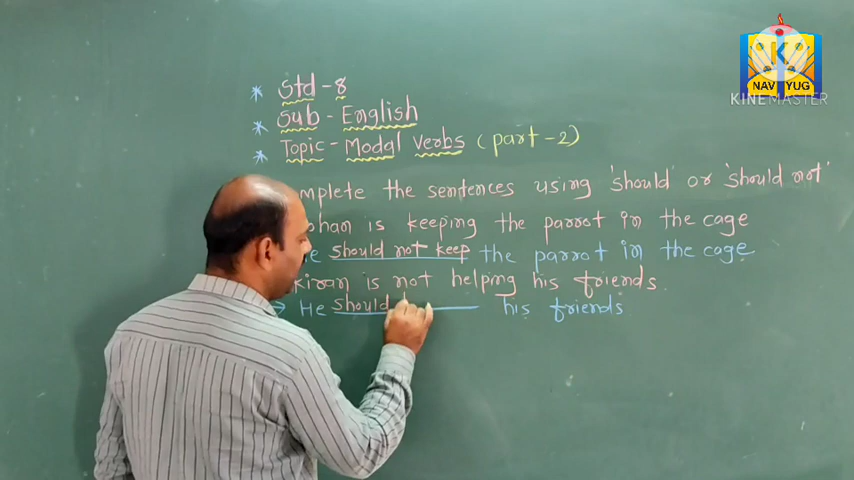 * Std - 8
* Sub - English
* Topic - Modal Verbs (part - 2)
mplete the sentences using 'should' or 'should not'
ohan is keeping the parrot in the cage
e should not keep the parrot in the cage
kiran is not helping his friends.
→ He should his friends
K
NAV YUG
KINEMASTER